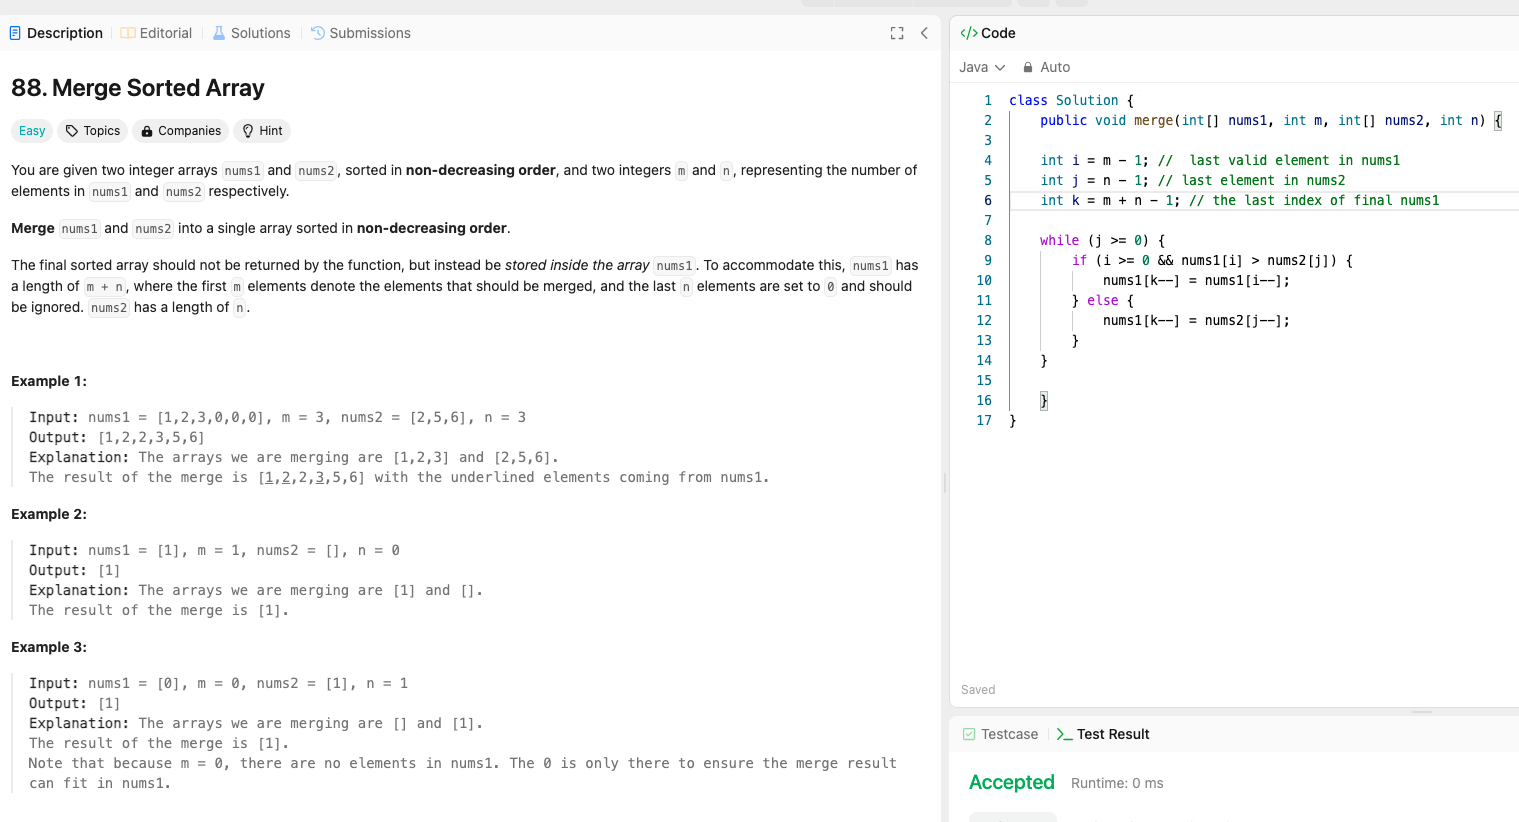 Description Editorial Solutions Submissions
88. Merge Sorted Array
Easy Topics Companies Hint
You are given two integer arrays nums1 and nums2, sorted in non-decreasing order, and two integers m and n, representing the number of
elements in nums1 and nums2 respectively.
Merge nums1 and nums2 into a single array sorted in non-decreasing order.
The final sorted array should not be returned by the function, but instead be stored inside the array nums1. To accommodate this, nums1 has
a length of m + n, where the first m elements denote the elements that should be merged, and the last n elements are set to 0 and should
be ignored. nums2 has a length of n.
Example 1:
Input: nums1 = [1,2,3,0,0,0], m = 3, nums2 = [2,5,6], n = 3
Output: [1,2,2,3,5,6]
Explanation: The arrays we are merging are [1,2,3] and [2,5,6].
The result of the merge is [1,2,2,3,5,6] with the underlined elements coming from nums1.
Example 2:
Input: nums1 = [1], m = 1, nums2 = [], n = 0
Output: [1]
Explanation: The arrays we are merging are [1] and [].
The result of the merge is [1].
Example 3:
Input: nums1 = [0], m = 0, nums2 = [1], n = 1
Output: [1]
Explanation: The arrays we are merging are [] and [1].
The result of the merge is [1].
Note that because m = 0, there are no elements in nums1. The 0 is only there to ensure the merge result
can fit in nums1.
</> Code
Java Auto
1 class Solution {
2 public void merge(int[] nums1, int m, int[] nums2, int n) {
3
4 int i = m - 1; //  last valid element in nums1
5 int j = n - 1; // last element in nums2
6 int k = m + n - 1; // the last index of final nums1
7
8 while (j >= 0) {
9 if (i >= 0 && nums1[i] > nums2[j]) {
10 nums1[k--] = nums1[i--];
11 } else {
12 nums1[k--] = nums2[j--];
13 }
14 }
15
16 }
17 }
Saved
Testcase >_ Test Result
Accepted Runtime: 0 ms